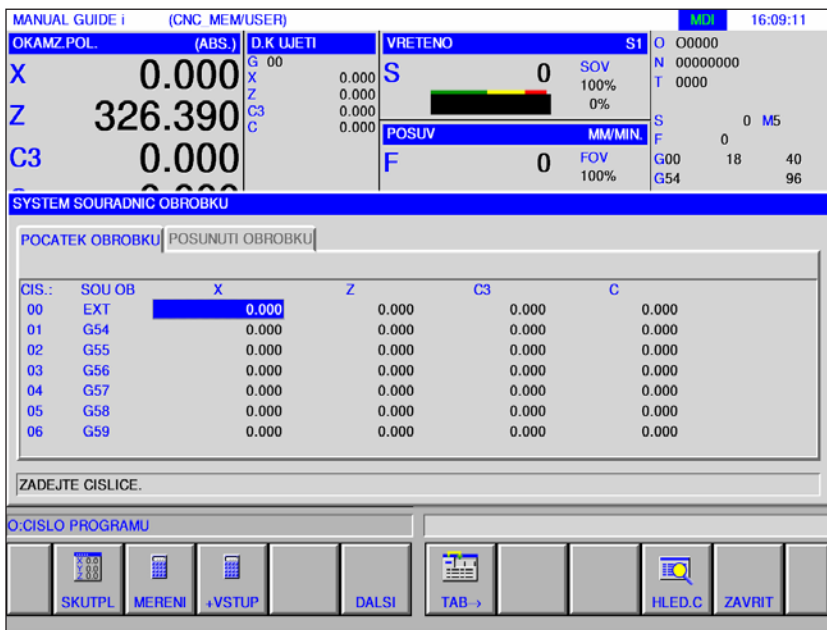 MANUAL GUIDE i (CNC_MEM/USER) MDI 16:09:11
OKAMZ.POL. (ABS.) D.K UJETI VRETENO S1 O O0000
X 0.000 G 00 S 0 SOV N 00000000
X 0.000 100% T 0000
Z 0.000 0%
Z 326.390 C3 0.000 S 0 M5
C 0.000 POSUV MM/MIN. F 0
C3 0.000 F 0 FOV G00 18 40
100% G54 96
SYSTEM SOURADNIC OBROBKU
POCATEK OBROBKU POSUNUTI OBROBKU
CIS.: SOU OB X Z C3 C
00 EXT 0.000 0.000 0.000 0.000
01 G54 0.000 0.000 0.000 0.000
02 G55 0.000 0.000 0.000 0.000
03 G56 0.000 0.000 0.000 0.000
04 G57 0.000 0.000 0.000 0.000
05 G58 0.000 0.000 0.000 0.000
06 G59 0.000 0.000 0.000 0.000
ZADEJTE CISLICE.
O:CISLO PROGRAMU
SKUTPL MERENI +VSTUP DALSI TAB→ HLED.C ZAVRIT